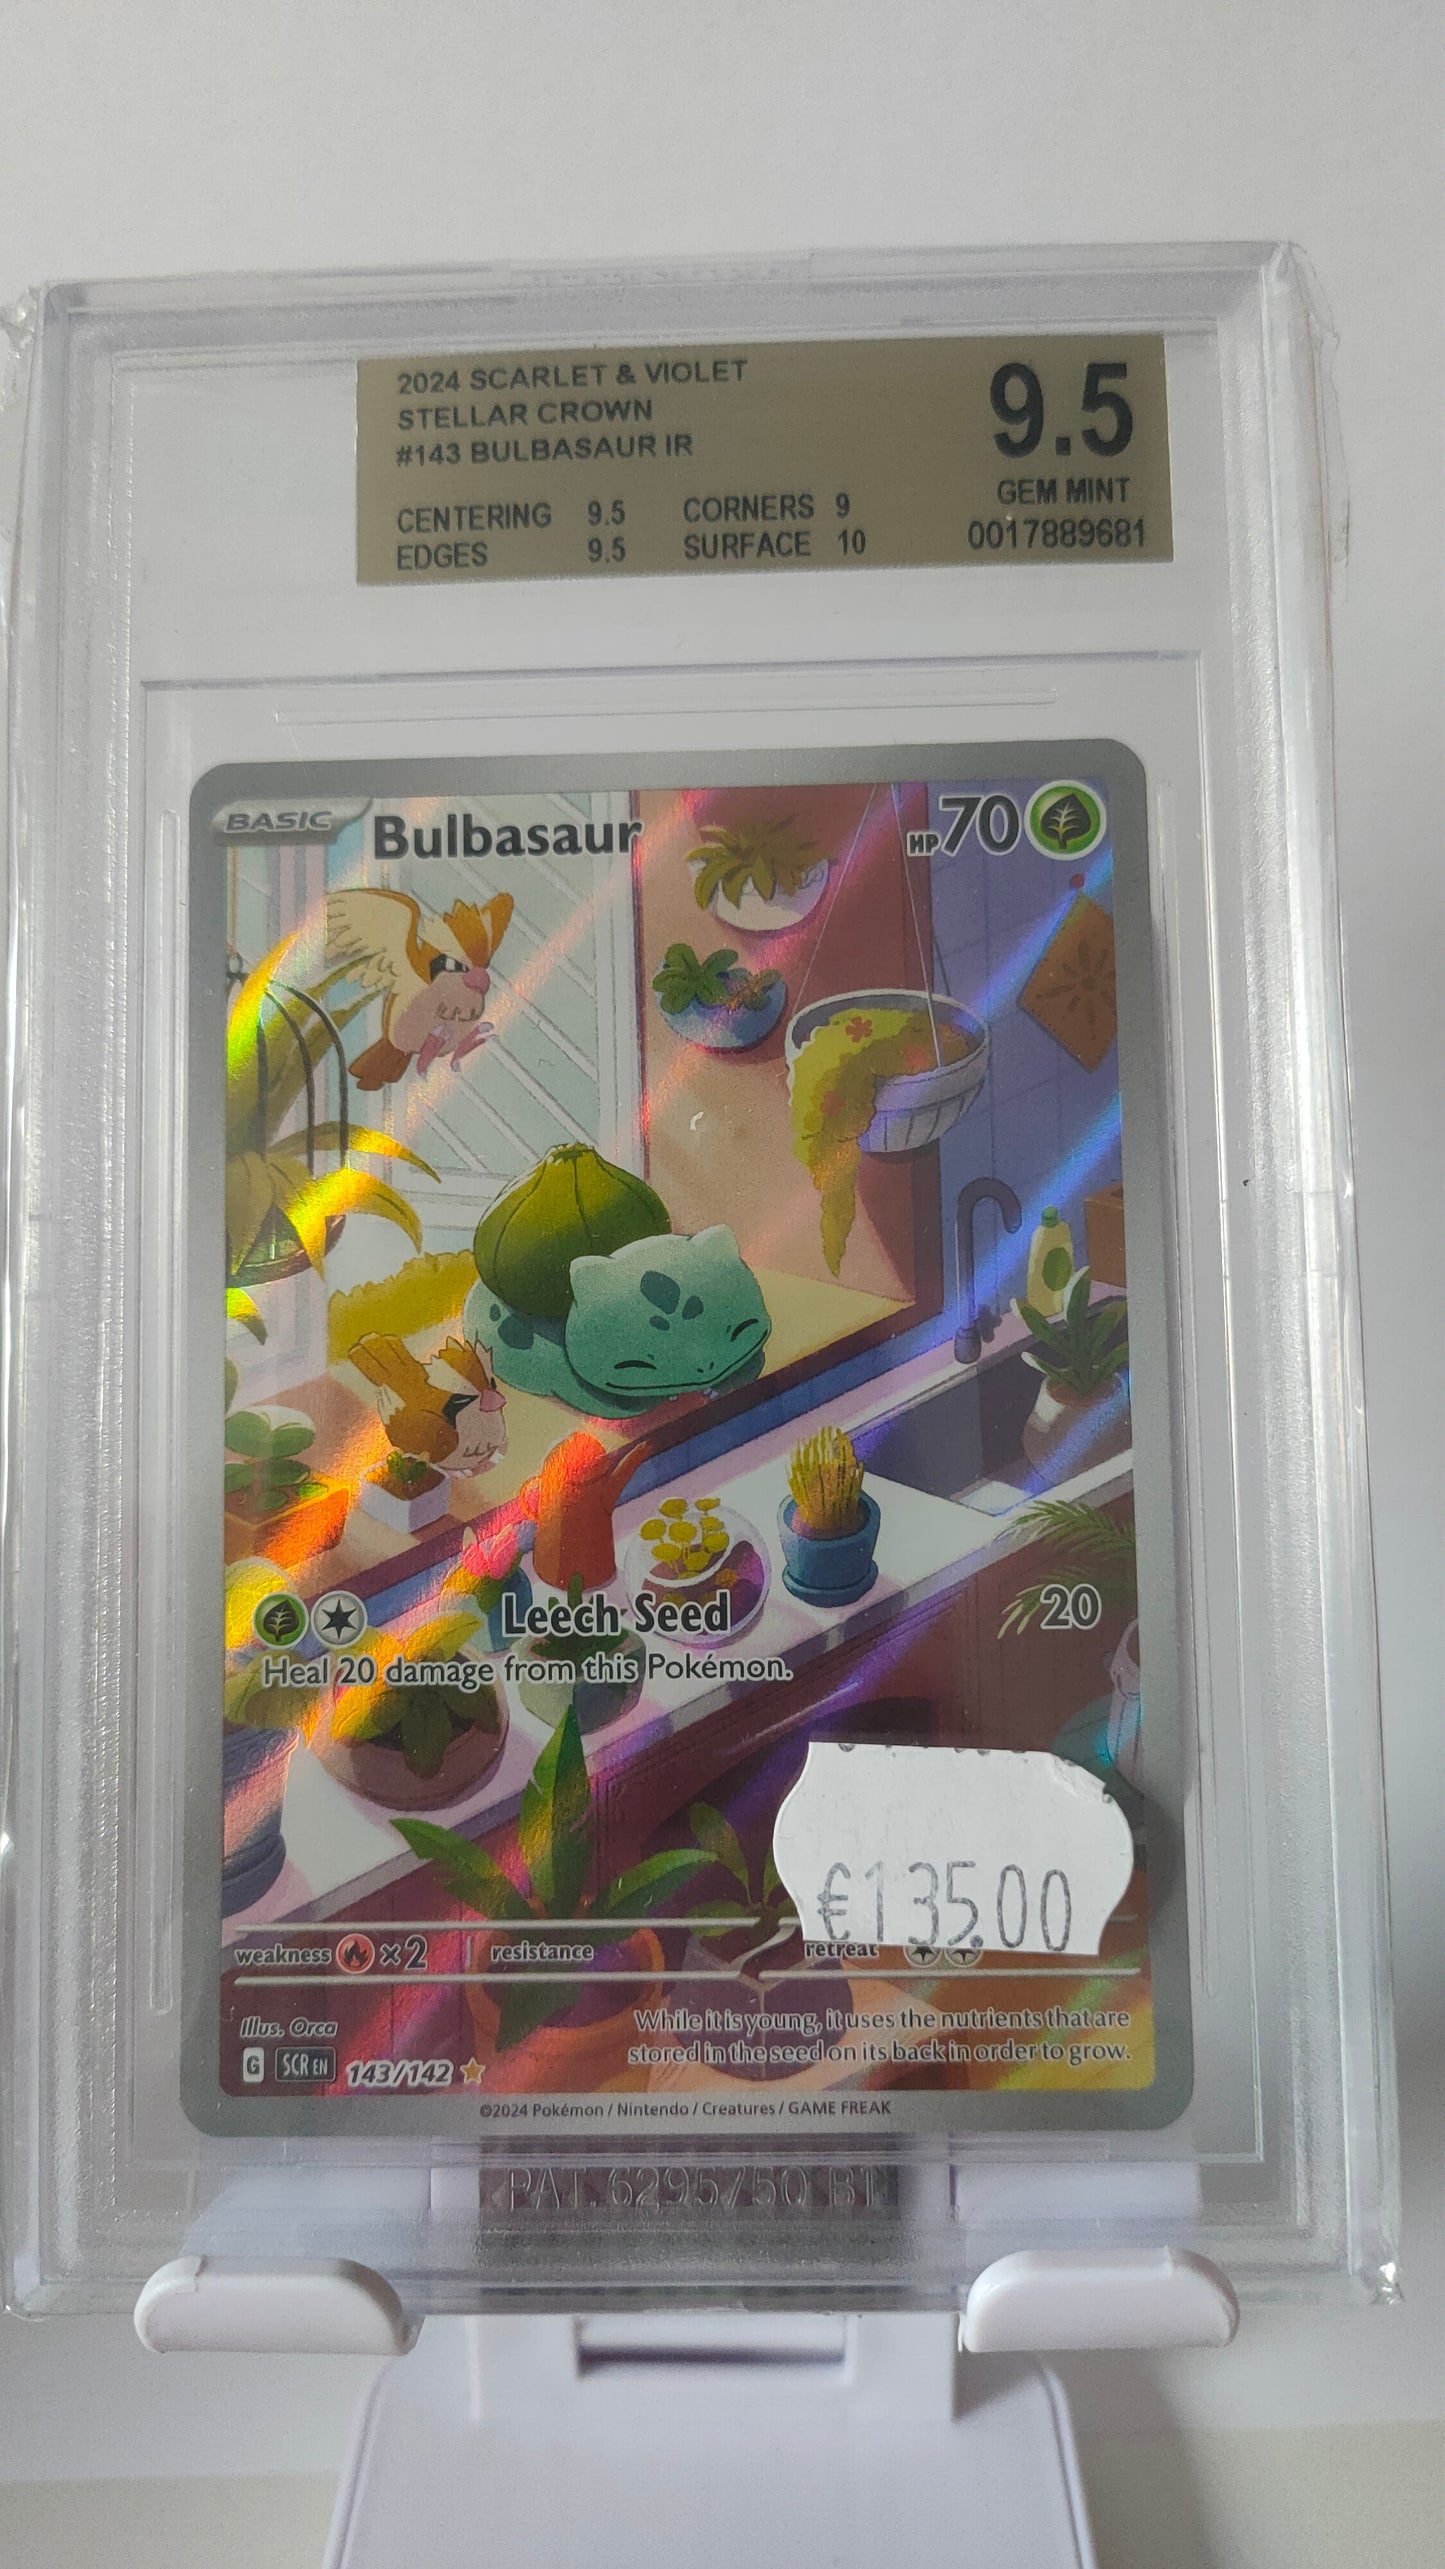 2024 SCARLET & VIOLET
STELLAR CROWN
#143 BULBASAUR IR
9.5
GEM MINT
0017889681
CENTERING 9.5 CORNERS 9
EDGES 9.5 SURFACE 10
BASIC Bulbasaur HP 70
Leech Seed 20
Heal 20 damage from this Pokémon.
€135.00
weakness ×2 resistance retreat
Illus. Orca
While it is young, it uses the nutrients that are
stored in the seed on its back in order to grow.
G SCR EN 143/142
©2024 Pokémon / Nintendo / Creatures / GAME FREAK
PAT. 6295750 B1